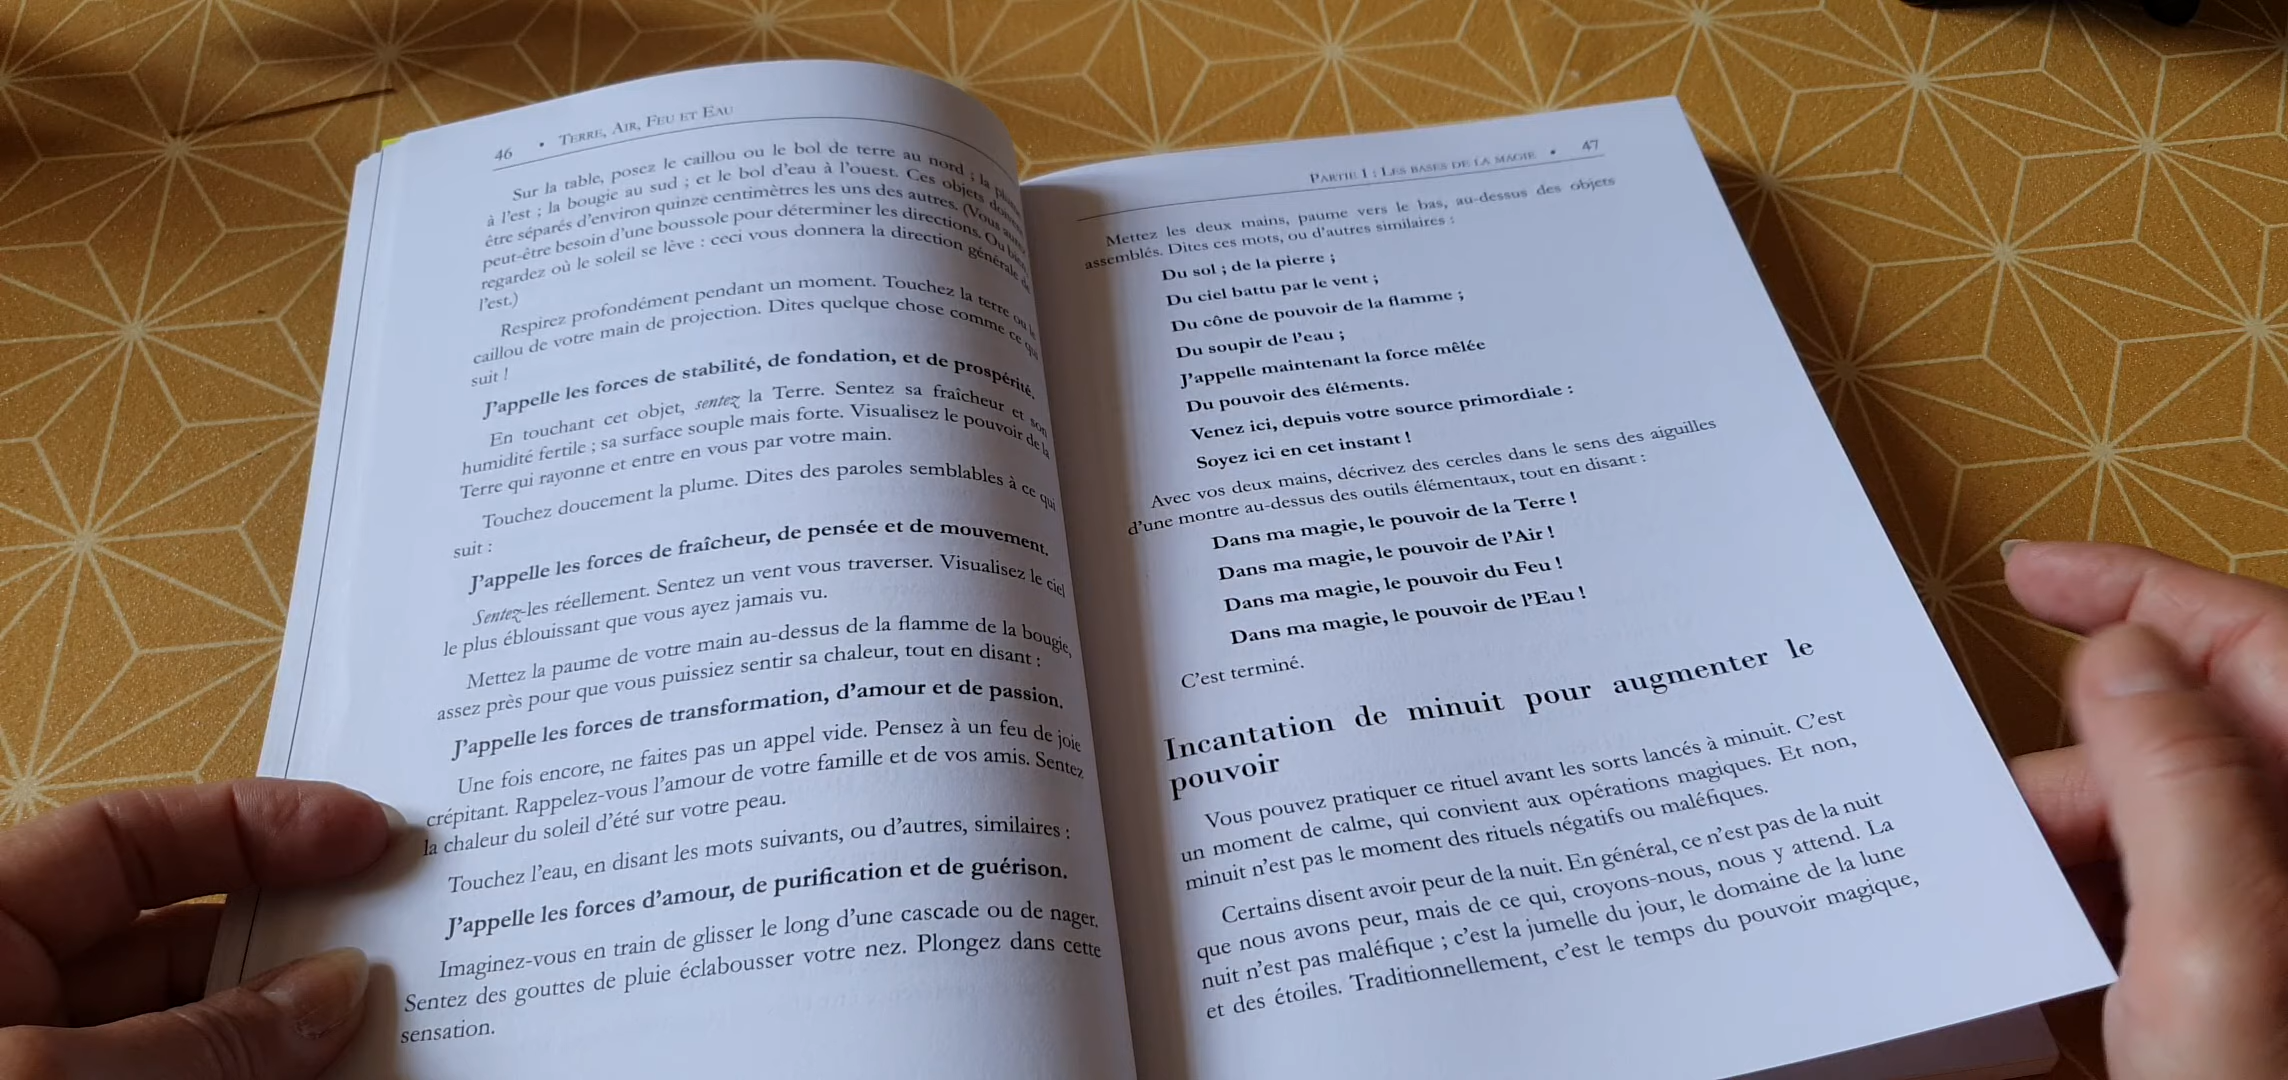 46 • Terre, Air, Feu et Eau
Sur la table, posez le caillou ou le bol de terre au nord ; la plume
à l'est ; la bougie au sud ; et le bol d'eau à l'ouest. Ces objets doivent
être séparés d'environ quinze centimètres les uns des autres. (Vous aurez
peut-être besoin d'une boussole pour déterminer les directions. Ou bien
regardez où le soleil se lève : ceci vous donnera la direction générale de
l'est.)
Respirez profondément pendant un moment. Touchez la terre ou le
caillou de votre main de projection. Dites quelque chose comme ce qui
suit !
J'appelle les forces de stabilité, de fondation, et de prospérité.
En touchant cet objet, sentez la Terre. Sentez sa fraîcheur et son
humidité fertile ; sa surface souple mais forte. Visualisez le pouvoir de la
Terre qui rayonne et entre en vous par votre main.
Touchez doucement la plume. Dites des paroles semblables à ce qui
suit :
J'appelle les forces de fraîcheur, de pensée et de mouvement.
Sentez-les réellement. Sentez un vent vous traverser. Visualisez le ciel
le plus éblouissant que vous ayez jamais vu.
Mettez la paume de votre main au-dessus de la flamme de la bougie,
assez près pour que vous puissiez sentir sa chaleur, tout en disant :
J'appelle les forces de transformation, d'amour et de passion.
Une fois encore, ne faites pas un appel vide. Pensez à un feu de joie
crépitant. Rappelez-vous l'amour de votre famille et de vos amis. Sentez
la chaleur du soleil d'été sur votre peau.
Touchez l'eau, en disant les mots suivants, ou d'autres, similaires :
J'appelle les forces d'amour, de purification et de guérison.
Imaginez-vous en train de glisser le long d'une cascade ou de nager.
Sentez des gouttes de pluie éclabousser votre nez. Plongez dans cette
sensation.
Partie I : Les bases de la magie • 47
Mettez les deux mains, paume vers le bas, au-dessus des objets
assemblés. Dites ces mots, ou d'autres similaires :
Du sol ; de la pierre ;
Du ciel battu par le vent ;
Du cône de pouvoir de la flamme ;
Du soupir de l'eau ;
J'appelle maintenant la force mêlée
Du pouvoir des éléments.
Venez ici, depuis votre source primordiale :
Soyez ici en cet instant !
Avec vos deux mains, décrivez des cercles dans le sens des aiguilles
d'une montre au-dessus des outils élémentaux, tout en disant :
Dans ma magie, le pouvoir de la Terre !
Dans ma magie, le pouvoir de l'Air !
Dans ma magie, le pouvoir du Feu !
Dans ma magie, le pouvoir de l'Eau !
C'est terminé.
Incantation de minuit pour augmenter le
pouvoir
Vous pouvez pratiquer ce rituel avant les sorts lancés à minuit. C'est
un moment de calme, qui convient aux opérations magiques. Et non,
minuit n'est pas le moment des rituels négatifs ou maléfiques.
Certains disent avoir peur de la nuit. En général, ce n'est pas de la nuit
que nous avons peur, mais de ce qui, croyons-nous, nous y attend. La
nuit n'est pas maléfique ; c'est la jumelle du jour, le domaine de la lune
et des étoiles. Traditionnellement, c'est le temps du pouvoir magique,